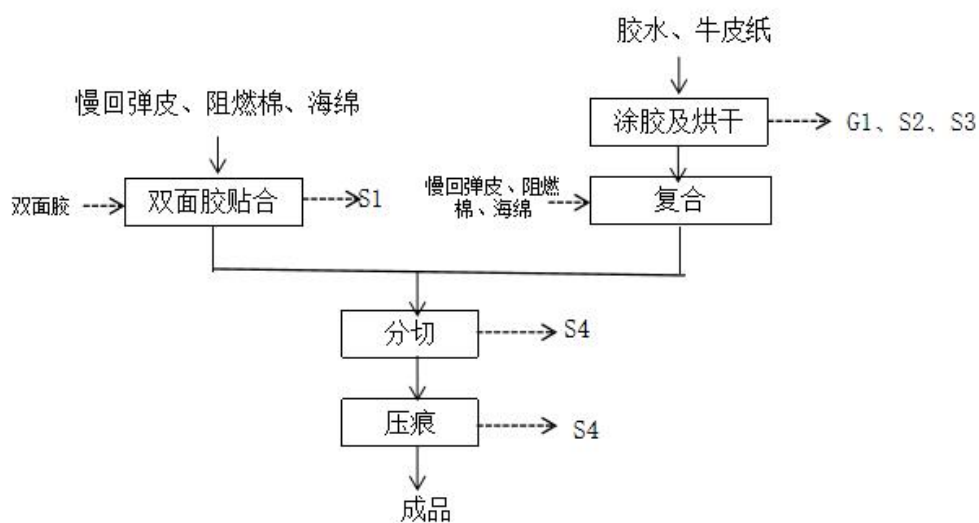 胶水、牛皮纸
慢回弹皮、阻燃棉、海绵
涂胶及烘干
G1、S2、S3
双面胶
双面胶贴合
S1
慢回弹皮、阻燃
棉、海绵
复合
分切
S4
压痕
S4
成品